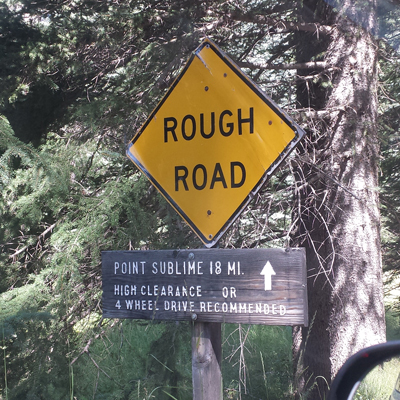 ROUGH
ROAD
POINT SUBLIME 18 MI.
HIGH CLEARANCE OR
4 WHEEL DRIVE RECOMMENDED